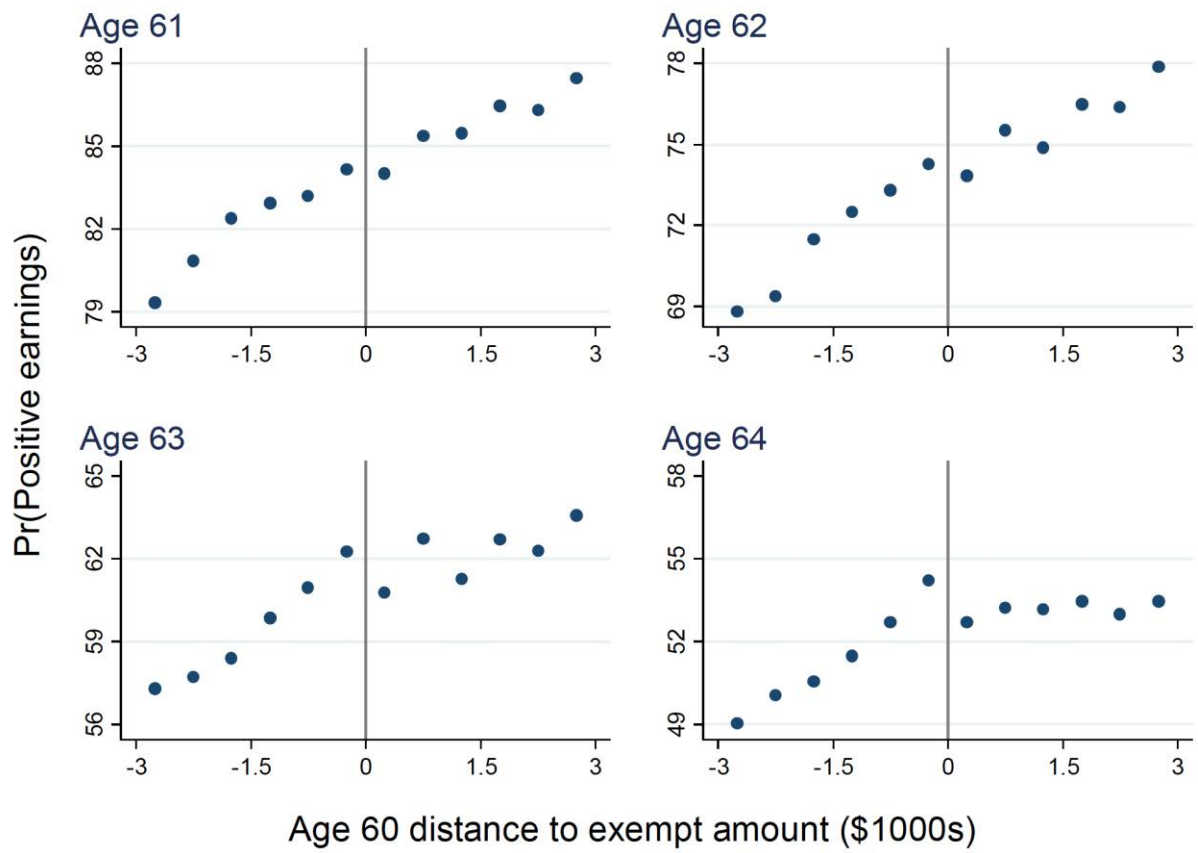 Age 61
Age 62
88
85
82
79
-3 -1.5 0 1.5 3
78
75
72
69
-3 -1.5 0 1.5 3
Pr(Positive earnings)
Age 63
Age 64
65
62
59
56
-3 -1.5 0 1.5 3
58
55
52
49
-3 -1.5 0 1.5 3
Age 60 distance to exempt amount ($1000s)